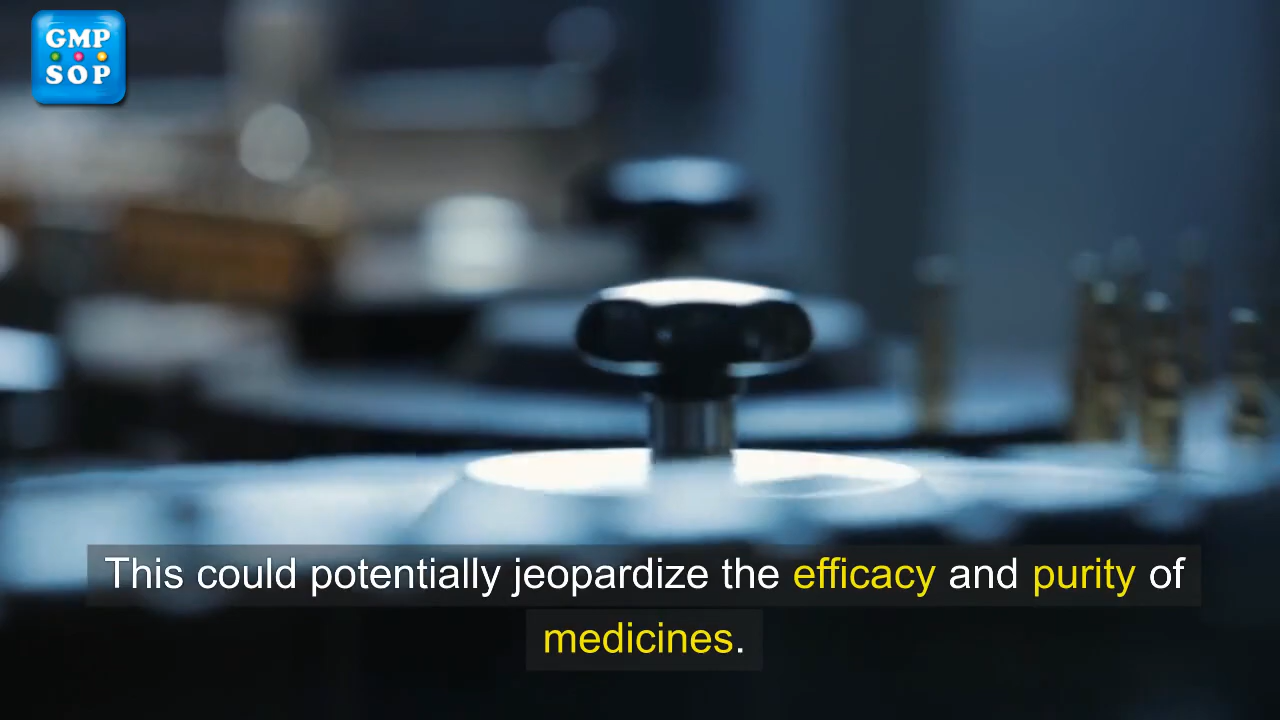 GMP
SOP
This could potentially jeopardize the efficacy and purity of
medicines.